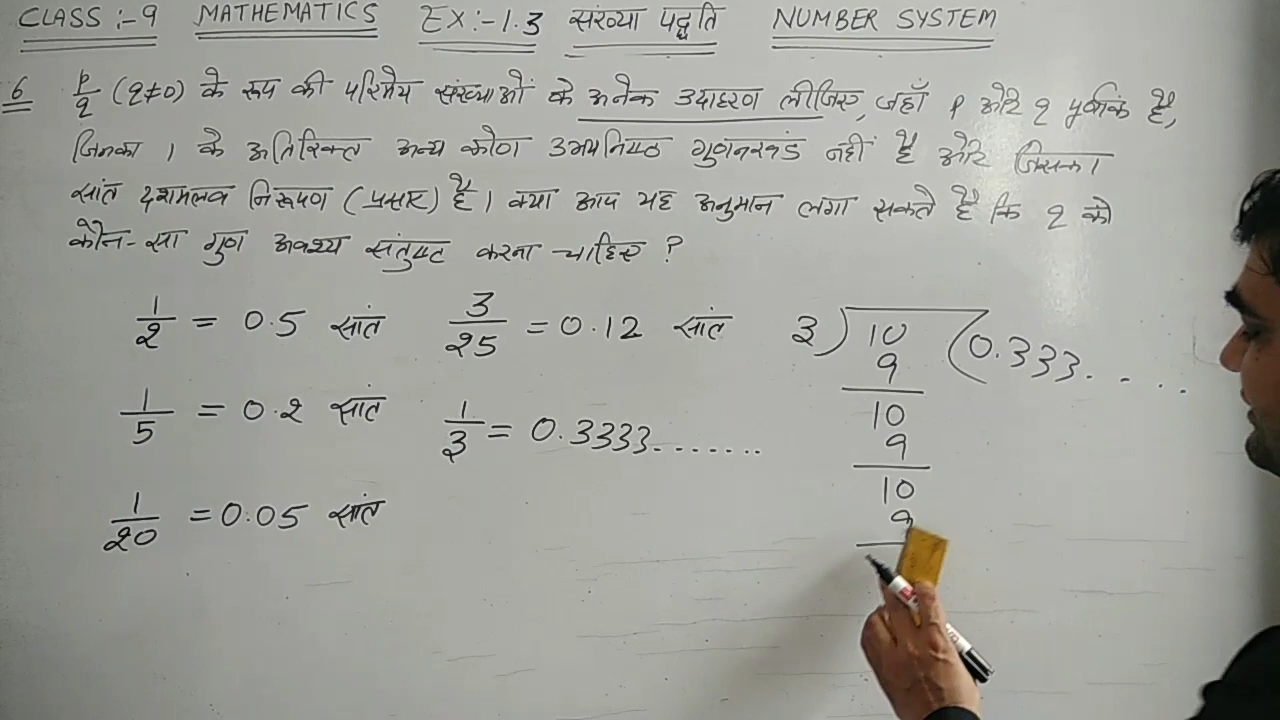 CLASS :- 9 MATHEMATICS EX:- 1.3 संख्या पद्धति NUMBER SYSTEM
6 p/q (q≠0) के रूप की परिमेय संख्याओं के अनेक उदाहरण लीजिए, जहाँ p और q पूर्णांक है,
जिनका 1 के अतिरिक्त अन्य कोण उभयनिष्ठ गुणनखंड नहीं है और जिसका
सांत दशमलव निरूपण (प्रसार) है। क्या आप यह अनुमान लगा सकते है कि q को
कौन-सा गुण अवश्य संतुष्ट करना चाहिए ?
1/2 = 0.5 सांत 3/25 = 0.12 सांत 3) 10 (0.333.....
9
1/5 = 0.2 सांत 1/3 = 0.3333.......
10
9
10
1/20 = 0.05 सांत
9